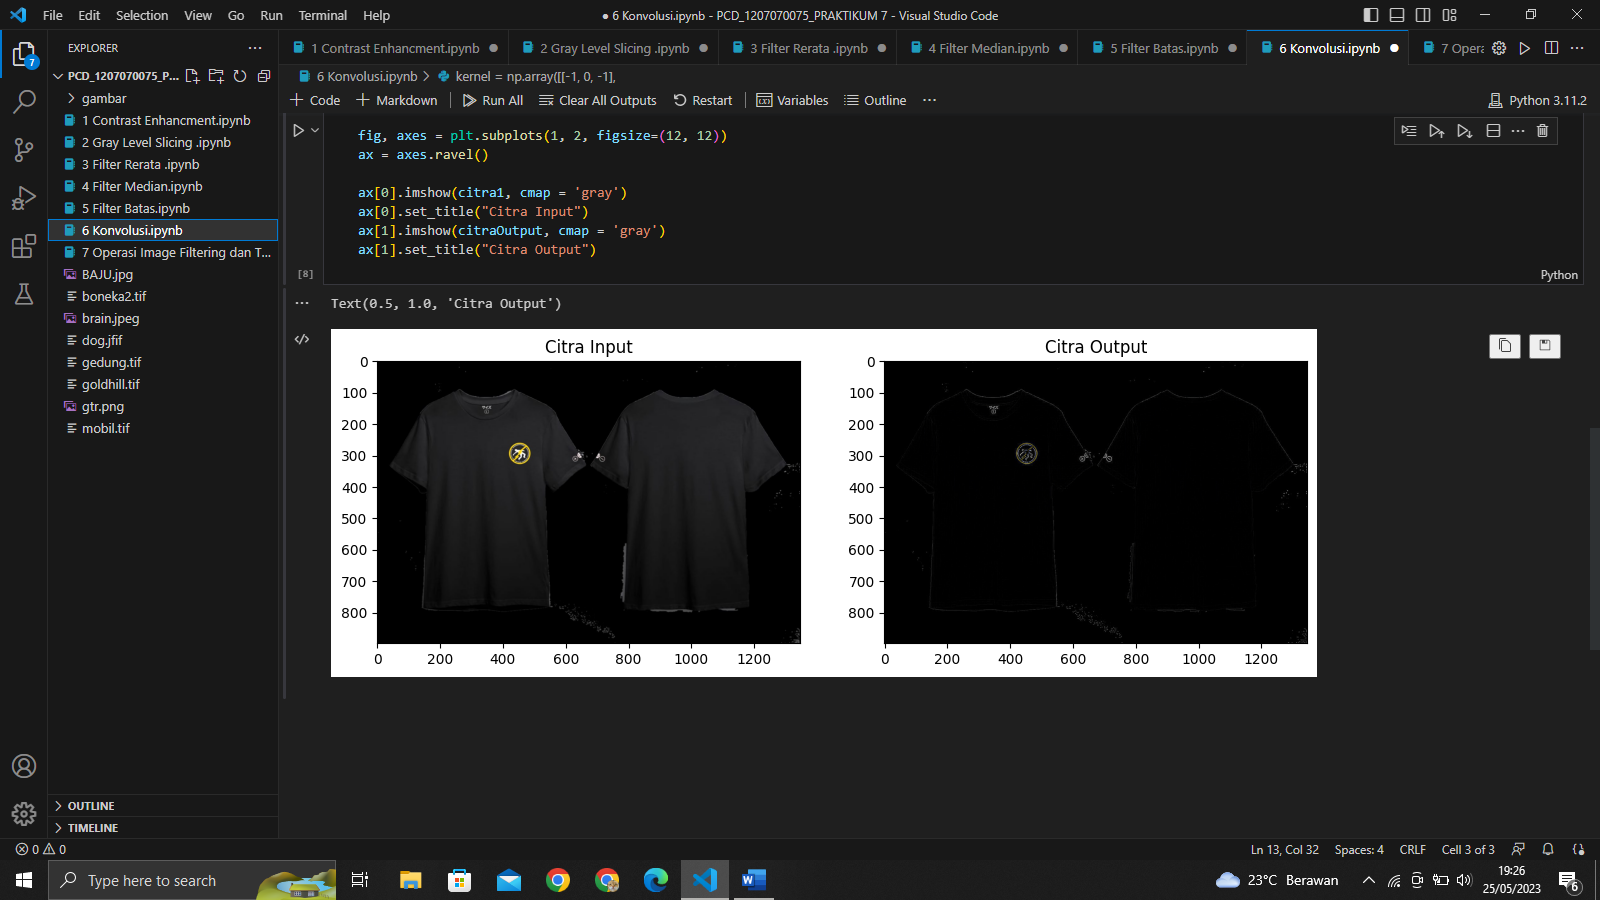 File Edit Selection View Go Run Terminal Help
● 6 Konvolusi.ipynb - PCD_1207070075_PRAKTIKUM 7 - Visual Studio Code
EXPLORER
PCD_1207070075_P...
gambar
1 Contrast Enhancment.ipynb
2 Gray Level Slicing .ipynb
3 Filter Rerata .ipynb
4 Filter Median.ipynb
5 Filter Batas.ipynb
6 Konvolusi.ipynb
7 Operasi Image FIltering dan T...
BAJU.jpg
boneka2.tif
brain.jpeg
dog.jfif
gedung.tif
goldhill.tif
gtr.png
mobil.tif
OUTLINE
TIMELINE
7
1 Contrast Enhancment.ipynb
2 Gray Level Slicing .ipynb
3 Filter Rerata .ipynb
4 Filter Median.ipynb
5 Filter Batas.ipynb
6 Konvolusi.ipynb
7 Opera
6 Konvolusi.ipynb > kernel = np.array([[-1, 0, -1],
+ Code + Markdown Run All Clear All Outputs Restart Variables Outline ...
Python 3.11.2
fig, axes = plt.subplots(1, 2, figsize=(12, 12))
ax = axes.ravel()
ax[0].imshow(citra1, cmap = 'gray')
ax[0].set_title("Citra Input")
ax[1].imshow(citraOutput, cmap = 'gray')
ax[1].set_title("Citra Output")
[8]
Python
Text(0.5, 1.0, 'Citra Output')
Citra Input
0
100
200
300
400
500
600
700
800
0 200 400 600 800 1000 1200
Citra Output
0
100
200
300
400
500
600
700
800
0 200 400 600 800 1000 1200
0 0
Ln 13, Col 32 Spaces: 4 CRLF Cell 3 of 3
Type here to search
23°C Berawan
19:26
25/05/2023
6